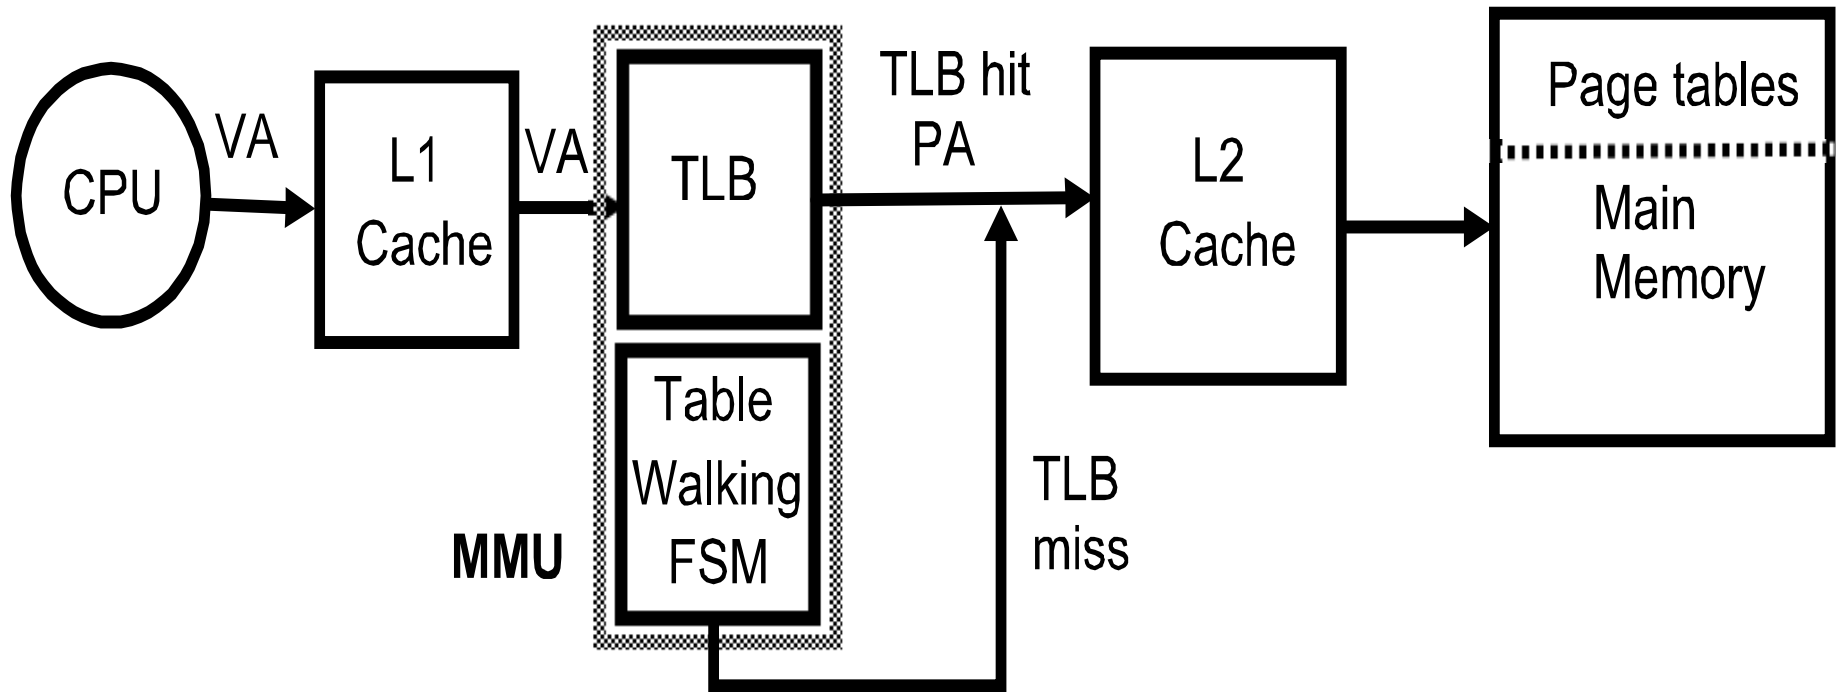 CPU
VA
L1
Cache
VA
TLB
Table
Walking
FSM
MMU
TLB hit
PA
TLB
miss
L2
Cache
Page tables
Main
Memory